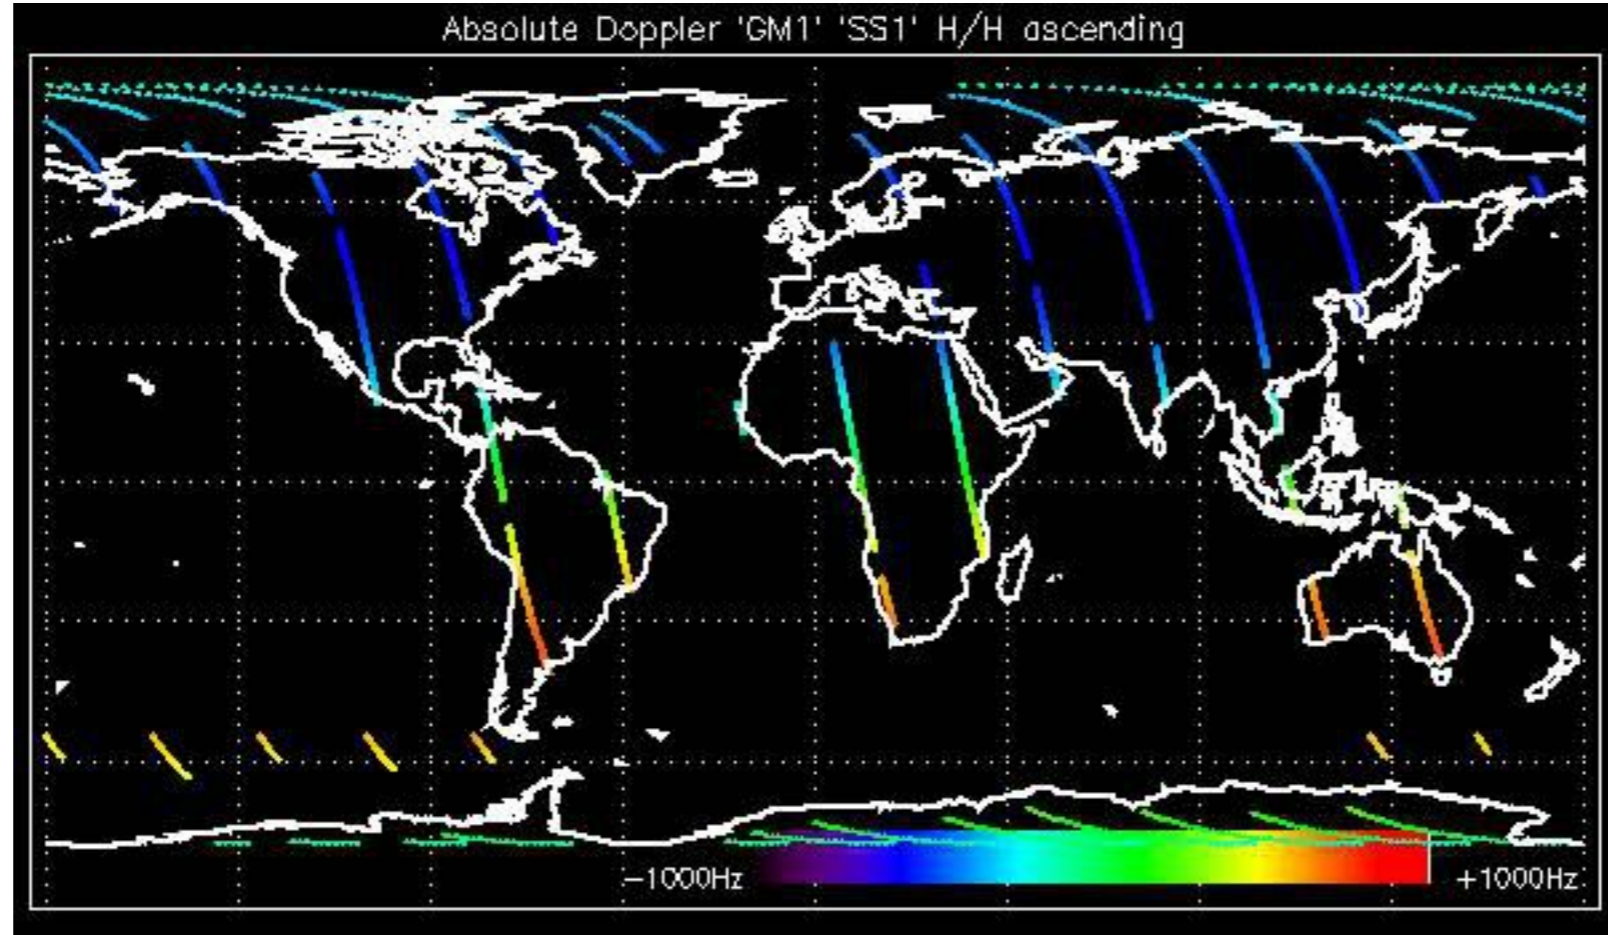 Absolute Doppler 'GM1' 'SS1' H/H ascending
−1000Hz +1000Hz